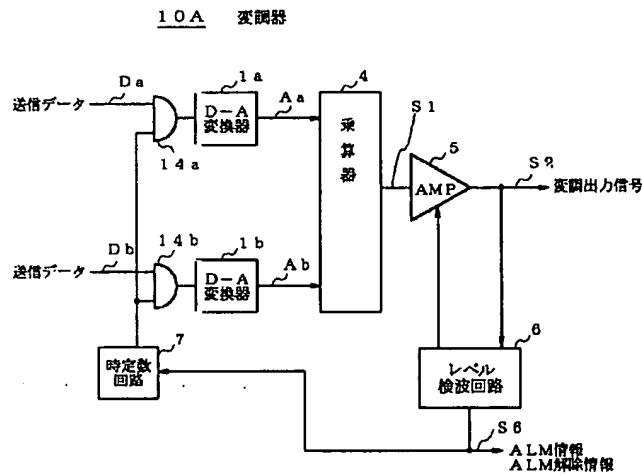 10A 変調器
Da
送信データ
14a
1a
D-A
変換器
Aa
4
乗算器
S1
5
AMP
S2
変調出力信号
Db
送信データ
14b
1b
D-A
変換器
Ab
7
時定数
回路
6
レベル
検波回路
S6
ALM情報
ALM解除情報